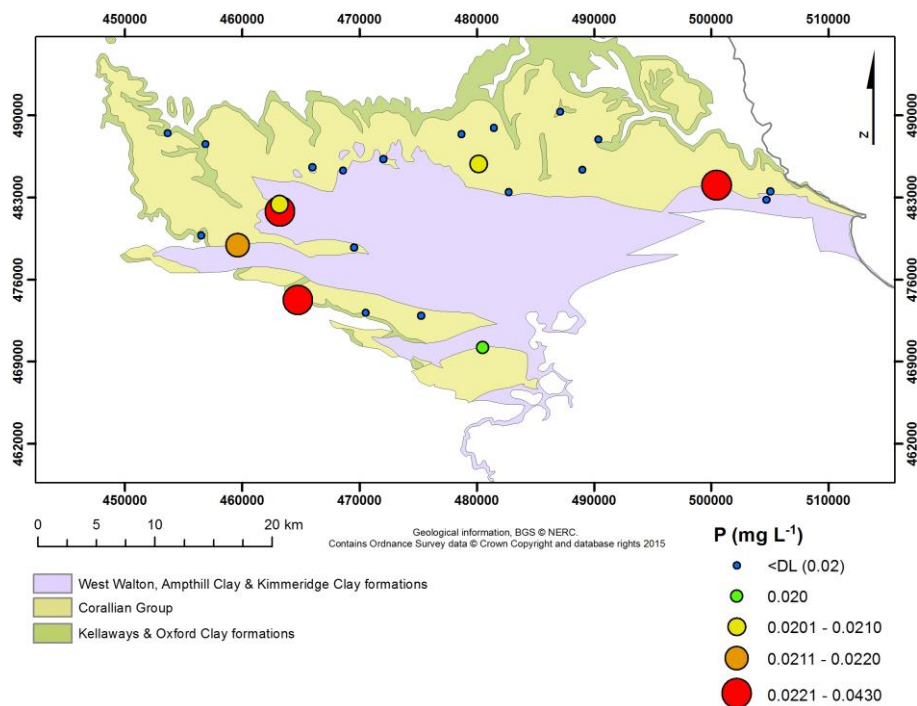 450000 460000 470000 480000 490000 500000 510000
490000 490000
483000 483000
476000 476000
469000 469000
462000 462000
450000 460000 470000 480000 490000 500000 510000
N
0 5 10 20 km
Geological information, BGS © NERC.
Contains Ordnance Survey data © Crown Copyright and database rights 2015
West Walton, Ampthill Clay & Kimmeridge Clay formations
Corallian Group
Kellaways & Oxford Clay formations
P (mg L⁻¹)
<DL (0.02)
0.020
0.0201 - 0.0210
0.0211 - 0.0220
0.0221 - 0.0430